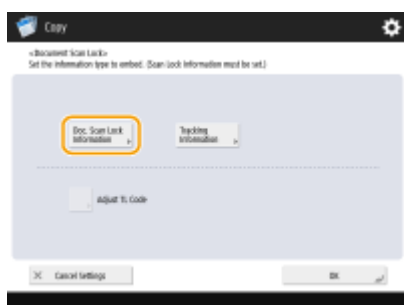 Copy
<Document Scan Lock>
Set the information type to embed. (Scan Lock Information must be set.)
Doc. Scan Lock
Information
Tracking
Information
Adjust TL Code
Cancel Settings
OK